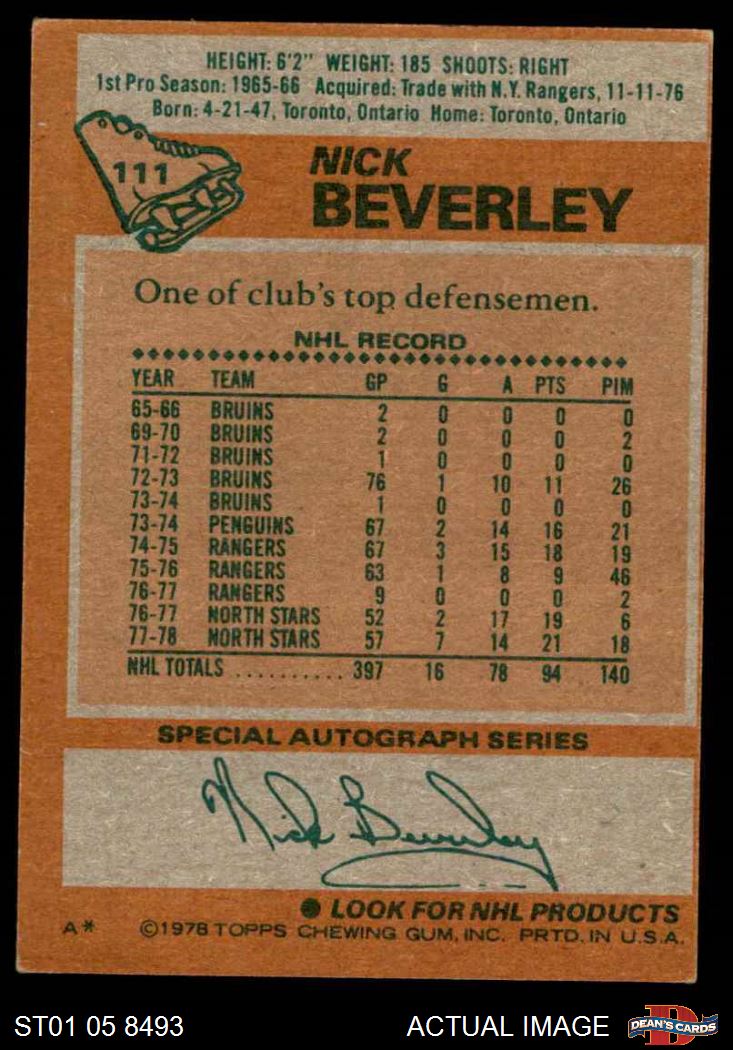 HEIGHT: 6'2" WEIGHT: 185 SHOOTS: RIGHT
1st Pro Season: 1965-66 Acquired: Trade with N.Y. Rangers, 11-11-76
Born: 4-21-47, Toronto, Ontario Home: Toronto, Ontario
111
NICK
BEVERLEY
One of club's top defensemen.
NHL RECORD
YEAR TEAM GP G A PTS PIM
65-66 BRUINS 2 0 0 0 0
69-70 BRUINS 2 0 0 0 2
71-72 BRUINS 1 0 0 0 0
72-73 BRUINS 76 1 10 11 26
73-74 BRUINS 1 0 0 0 0
73-74 PENGUINS 67 2 14 16 21
74-75 RANGERS 67 3 15 18 19
75-76 RANGERS 63 1 8 9 46
76-77 RANGERS 9 0 0 0 2
76-77 NORTH STARS 52 2 17 19 6
77-78 NORTH STARS 57 7 14 21 18
NHL TOTALS .......... 397 16 78 94 140
SPECIAL AUTOGRAPH SERIES
Nick Beverley
● LOOK FOR NHL PRODUCTS
A* ©1978 TOPPS CHEWING GUM, INC. PRTD. IN U.S.A.
ST01 05 8493 ACTUAL IMAGE D DEAN'S CARDS